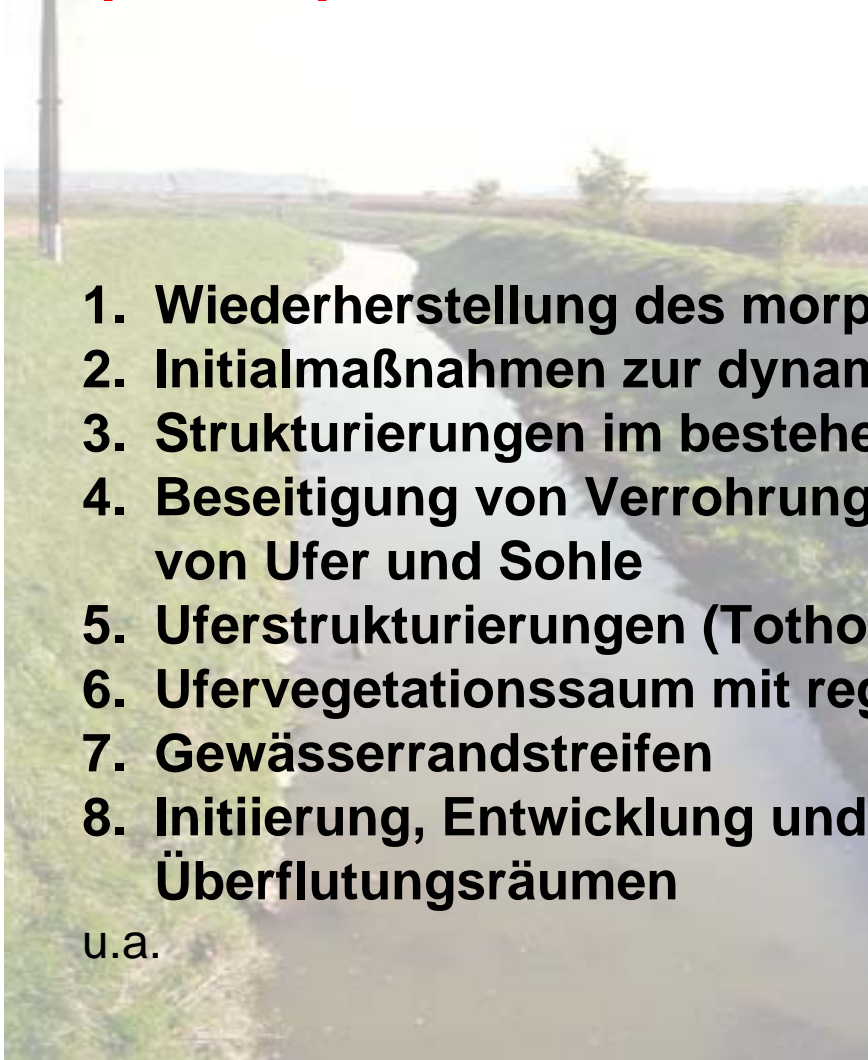 1. Wiederherstellung des morp
2. Initialmaßnahmen zur dynam
3. Strukturierungen im bestehe
4. Beseitigung von Verrohrung
von Ufer und Sohle
5. Uferstrukturierungen (Totho
6. Ufervegetationssaum mit reg
7. Gewässerrandstreifen
8. Initiierung, Entwicklung und
Überflutungsräumen
u.a.